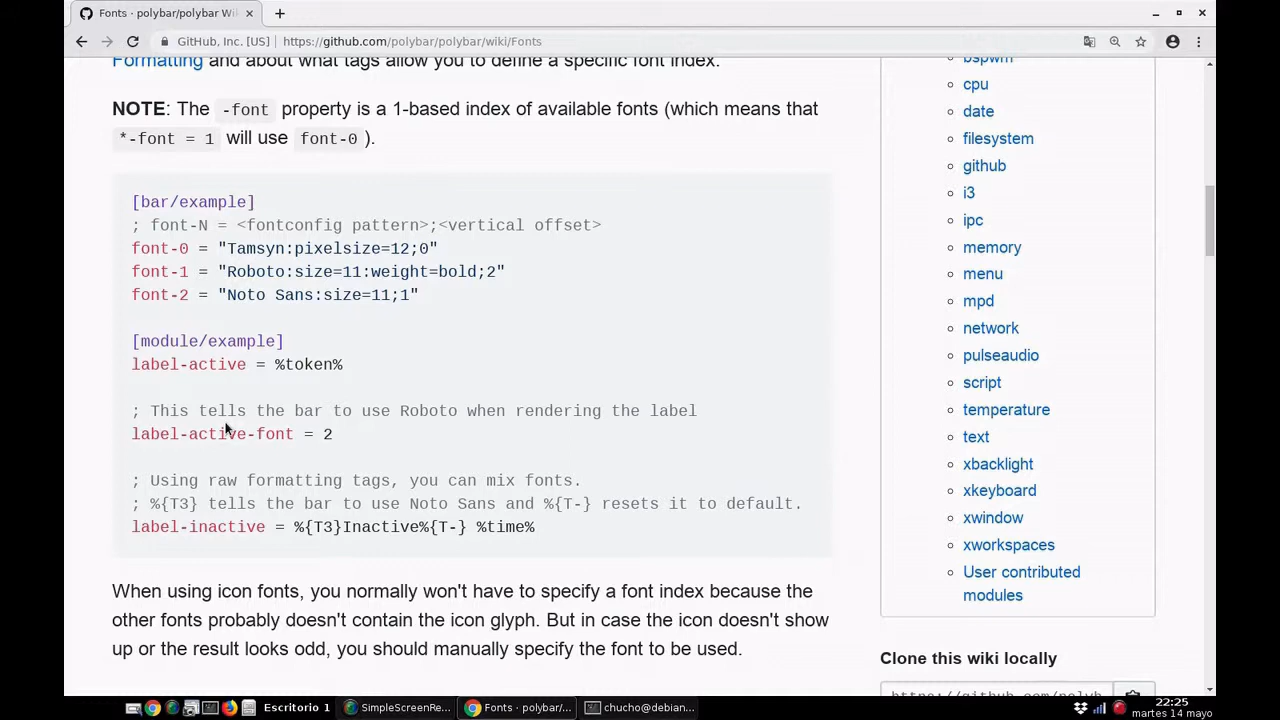 Fonts · polybar/polybar Wi
GitHub, Inc. [US] | https://github.com/polybar/polybar/wiki/Fonts
Formatting and about what tags allow you to define a specific font index.
NOTE: The -font property is a 1-based index of available fonts (which means that
*-font = 1 will use font-0 ).
[bar/example]
; font-N = <fontconfig pattern>;<vertical offset>
font-0 = "Tamsyn:pixelsize=12;0"
font-1 = "Roboto:size=11:weight=bold;2"
font-2 = "Noto Sans:size=11;1"
[module/example]
label-active = %token%
; This tells the bar to use Roboto when rendering the label
label-active-font = 2
; Using raw formatting tags, you can mix fonts.
; %{T3} tells the bar to use Noto Sans and %{T-} resets it to default.
label-inactive = %{T3}Inactive%{T-} %time%
When using icon fonts, you normally won't have to specify a font index because the
other fonts probably doesn't contain the icon glyph. But in case the icon doesn't show
up or the result looks odd, you should manually specify the font to be used.
bspwm
cpu
date
filesystem
github
i3
ipc
memory
menu
mpd
network
pulseaudio
script
temperature
text
xbacklight
xkeyboard
xwindow
xworkspaces
User contributed
modules
Clone this wiki locally
https://github.com/polyb
Escritorio 1
SimpleScreenRe...
Fonts - polybar/...
chucho@debian...
22:25
martes 14 mayo